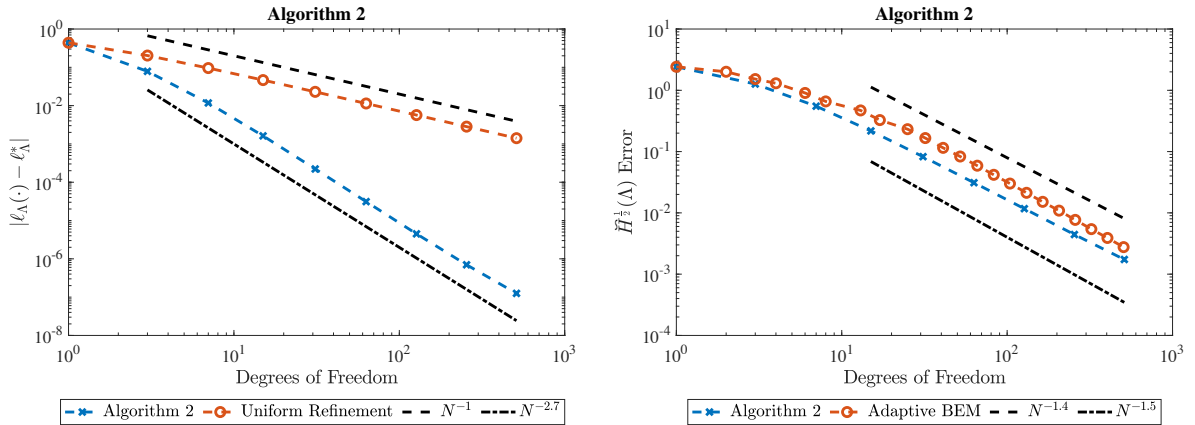 Algorithm 2
|ℓ_Λ(·) − ℓ*_Λ|
10^0
10^-2
10^-4
10^-6
10^-8
10^0 10^1 10^2 10^3
Degrees of Freedom
Algorithm 2 Uniform Refinement N^-1 N^-2.7
Algorithm 2
H̃^{1/2}(Λ) Error
10^1
10^0
10^-1
10^-2
10^-3
10^-4
10^0 10^1 10^2 10^3
Degrees of Freedom
Algorithm 2 Adaptive BEM N^-1.4 N^-1.5